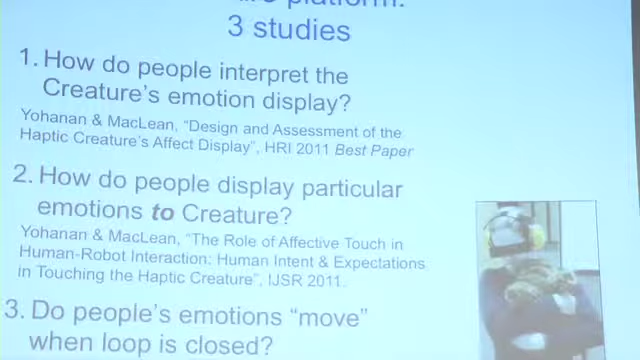 platform:
3 studies
1. How do people interpret the
Creature's emotion display?
Yohanan & MacLean, "Design and Assessment of the
Haptic Creature's Affect Display", HRI 2011 Best Paper
2. How do people display particular
emotions to Creature?
Yohanan & MacLean, "The Role of Affective Touch in
Human-Robot Interaction: Human Intent & Expectations
in Touching the Haptic Creature", IJSR 2011.
3. Do people's emotions "move"
when loop is closed?